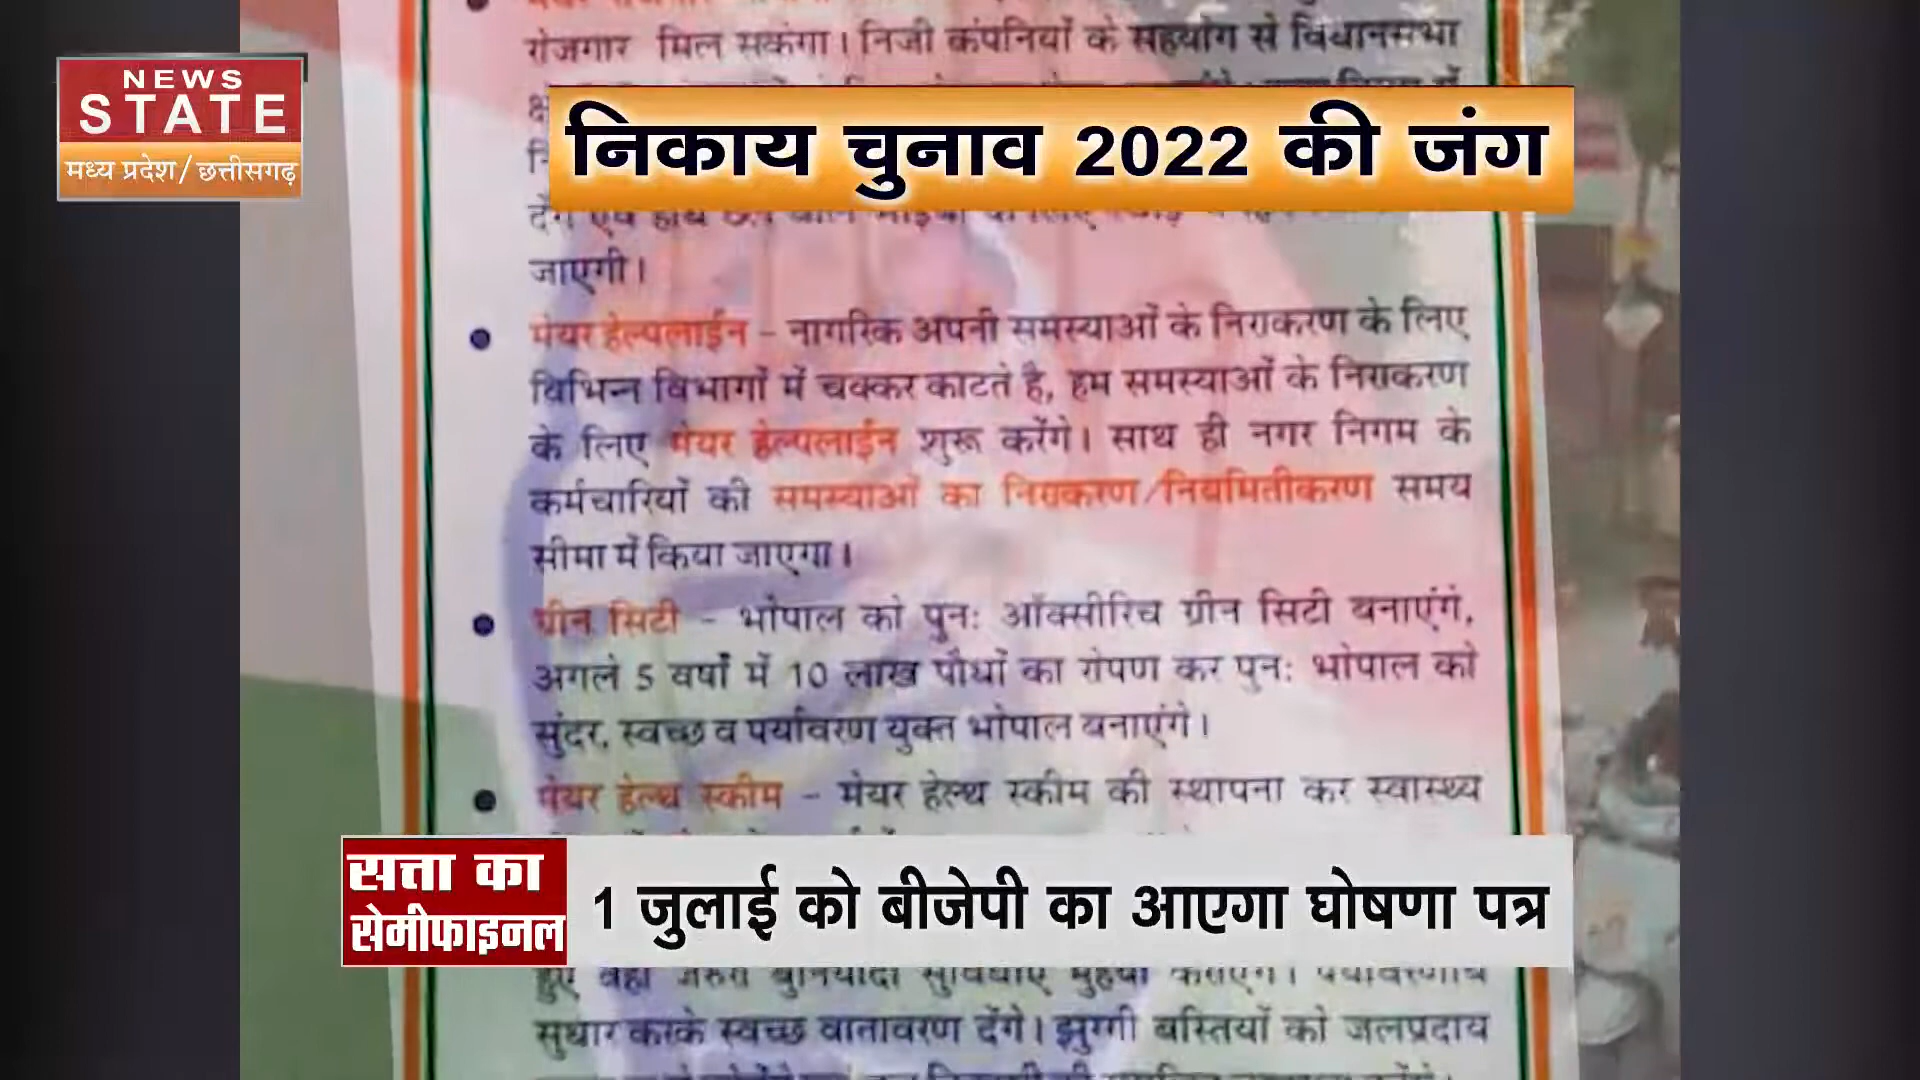 रोजगार मिल सकेगा। निजी कंपनियों के सहयोग से विधानसभा
NEWS
STATE
मध्य प्रदेश/छत्तीसगढ़
निकाय चुनाव 2022 की जंग
जाएगी।
मेयर हेल्पलाईन – नागरिक अपनी समस्याओं के निराकरण के लिए
विभिन्न विभागों में चक्कर काटते है, हम समस्याओं के निराकरण
के लिए मेयर हेल्पलाईन शुरू करेंगे। साथ ही नगर निगम के
कर्मचारियों की समस्याओं का निराकरण/नियमितीकरण समय
सीमा में किया जाएगा।
ग्रीन सिटी – भोपाल को पुन: ऑक्सीरिच ग्रीन सिटी बनाएंगे,
अगले 5 वर्षों में 10 लाख पौधों का रोपण कर पुन: भोपाल को
सुंदर, स्वच्छ व पर्यावरण युक्त भोपाल बनाएंगे।
मेयर हेल्थ स्कीम – मेयर हेल्थ स्कीम की स्थापना कर स्वास्थ्य
सत्ता का
सेमीफाइनल
1 जुलाई को बीजेपी का आएगा घोषणा पत्र
हुए वहां जरुरी बुनियादी सुविधाएं मुहैया कराएंगे।
सुधार करके स्वच्छ वातावरण देंगे। झुग्गी बस्तियों को जलप्रदाय